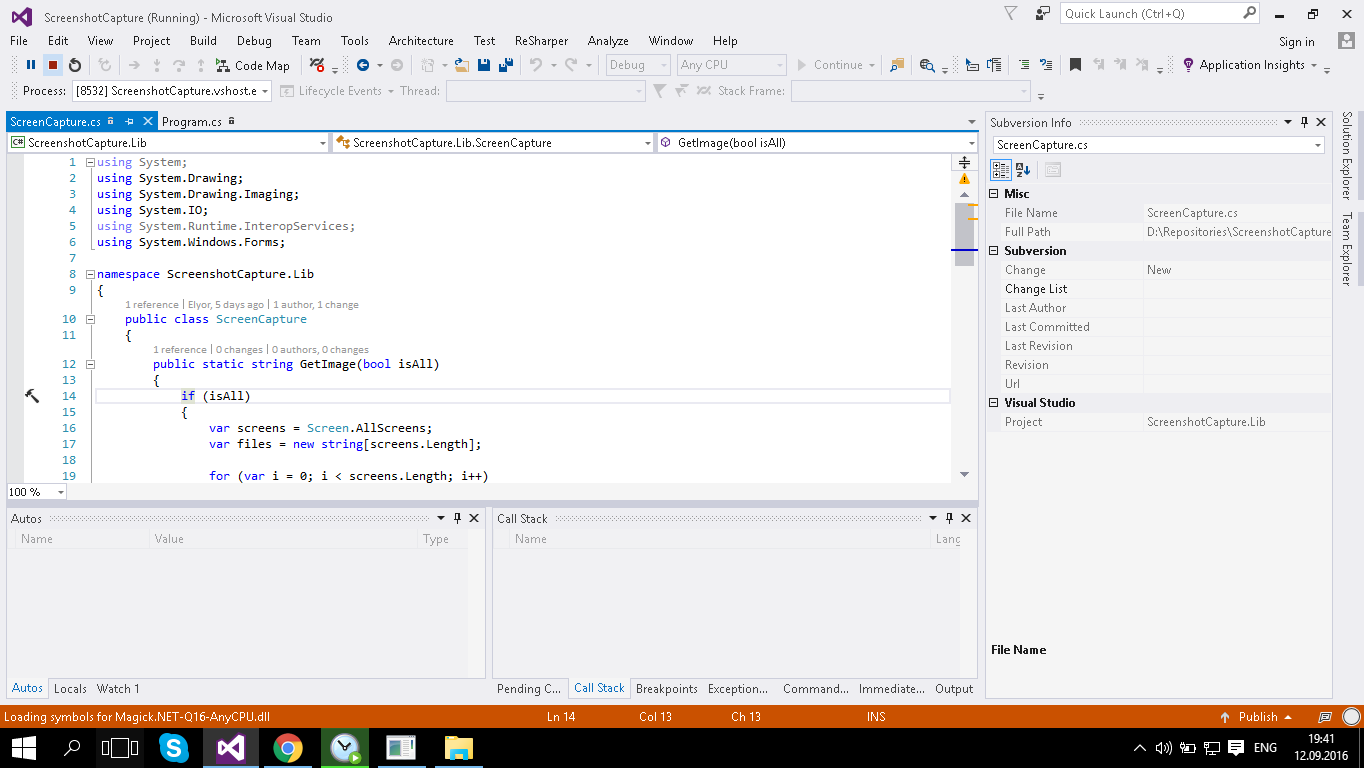 ScreenshotCapture (Running) - Microsoft Visual Studio
Quick Launch (Ctrl+Q)
File Edit View Project Build Debug Team Tools Architecture Test ReSharper Analyze Window Help
Sign in
Code Map Debug Any CPU Continue Application Insights
Process: [8532] ScreenshotCapture.vshost.e Lifecycle Events Thread: Stack Frame:
ScreenCapture.cs Program.cs
C# ScreenshotCapture.Lib ScreenshotCapture.Lib.ScreenCapture GetImage(bool isAll)
1 using System;
2 using System.Drawing;
3 using System.Drawing.Imaging;
4 using System.IO;
5 using System.Runtime.InteropServices;
6 using System.Windows.Forms;
7
8 namespace ScreenshotCapture.Lib
9 {
1 reference | Elyor, 5 days ago | 1 author, 1 change
10 public class ScreenCapture
11 {
1 reference | 0 changes | 0 authors, 0 changes
12 public static string GetImage(bool isAll)
13 {
14 if (isAll)
15 {
16 var screens = Screen.AllScreens;
17 var files = new string[screens.Length];
18
19 for (var i = 0; i < screens.Length; i++)
100 %
Subversion Info
ScreenCapture.cs
Misc
File Name ScreenCapture.cs
Full Path D:\Repositories\ScreenshotCapture
Subversion
Change New
Change List
Last Author
Last Committed
Last Revision
Revision
Url
Visual Studio
Project ScreenshotCapture.Lib
File Name
Solution Explorer
Team Explorer
Autos
Name Value Type
Autos Locals Watch 1
Call Stack
Name Lang
Pending C... Call Stack Breakpoints Exception... Command... Immediate... Output
Loading symbols for Magick.NET-Q16-AnyCPU.dll Ln 14 Col 13 Ch 13 INS Publish
ENG
19:41
12.09.2016